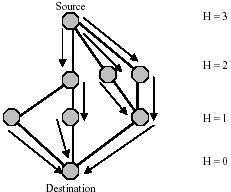 Source
H = 3
H = 2
H = 1
H = 0
Destination